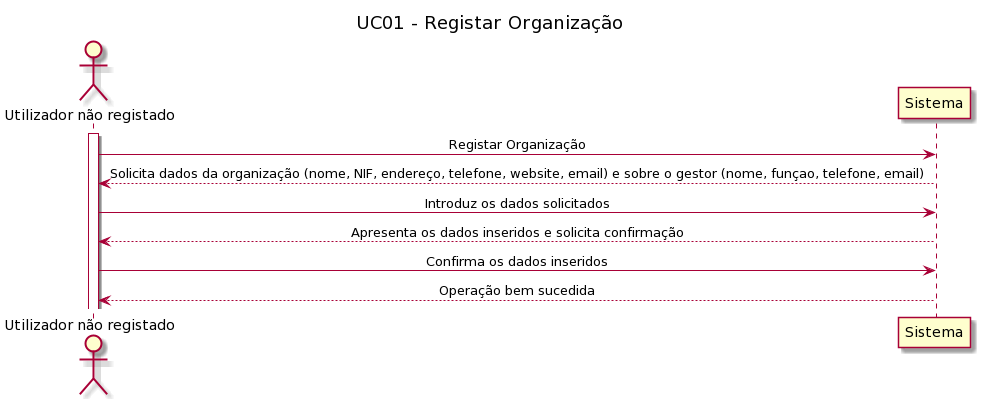 UC01 - Registar Organização
Utilizador não registado
Sistema
Registar Organização
Solicita dados da organização (nome, NIF, endereço, telefone, website, email) e sobre o gestor (nome, funçao, telefone, email)
Introduz os dados solicitados
Apresenta os dados inseridos e solicita confirmação
Confirma os dados inseridos
Operação bem sucedida
Utilizador não registado
Sistema